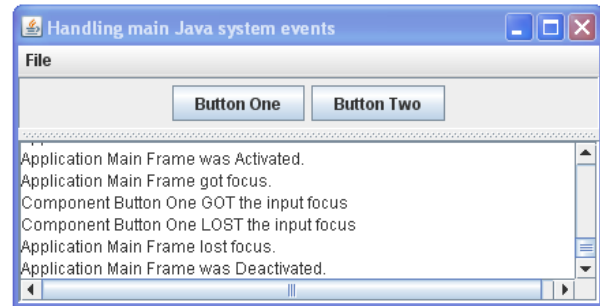 Handling main Java system events
File
Button One Button Two
Application Main Frame was Activated.
Application Main Frame got focus.
Component Button One GOT the input focus
Component Button One LOST the input focus
Application Main Frame lost focus.
Application Main Frame was Deactivated.